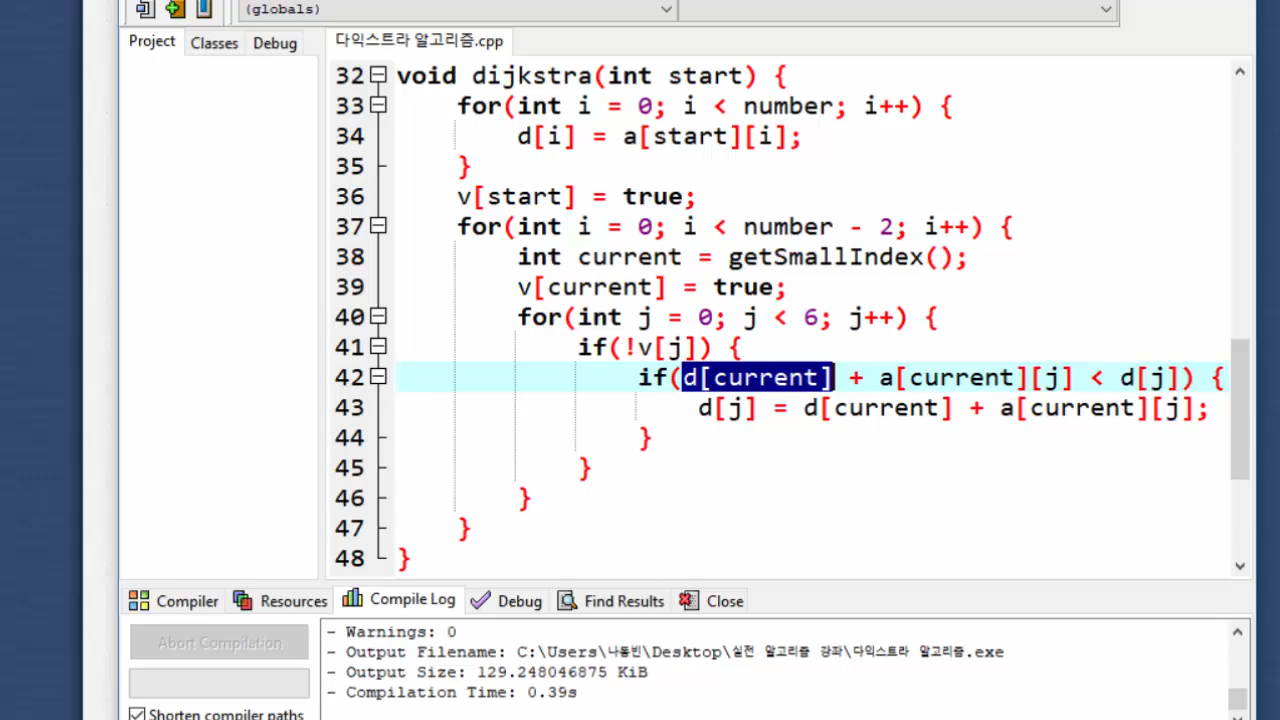 (globals)
Project Classes Debug 다익스트라 알고리즘.cpp
32 void dijkstra(int start) {
33 for(int i = 0; i < number; i++) {
34 d[i] = a[start][i];
35 }
36 v[start] = true;
37 for(int i = 0; i < number - 2; i++) {
38 int current = getSmallIndex();
39 v[current] = true;
40 for(int j = 0; j < 6; j++) {
41 if(!v[j]) {
42 if(d[current] + a[current][j] < d[j]) {
43 d[j] = d[current] + a[current][j];
44 }
45 }
46 }
47 }
48 }
Compiler Resources Compile Log Debug Find Results Close
Abort Compilation
- Warnings: 0
- Output Filename: C:\Users\나동빈\Desktop\실전 알고리즘 강좌\다익스트라 알고리즘.exe
- Output Size: 129.248046875 KiB
- Compilation Time: 0.39s
Shorten compiler paths